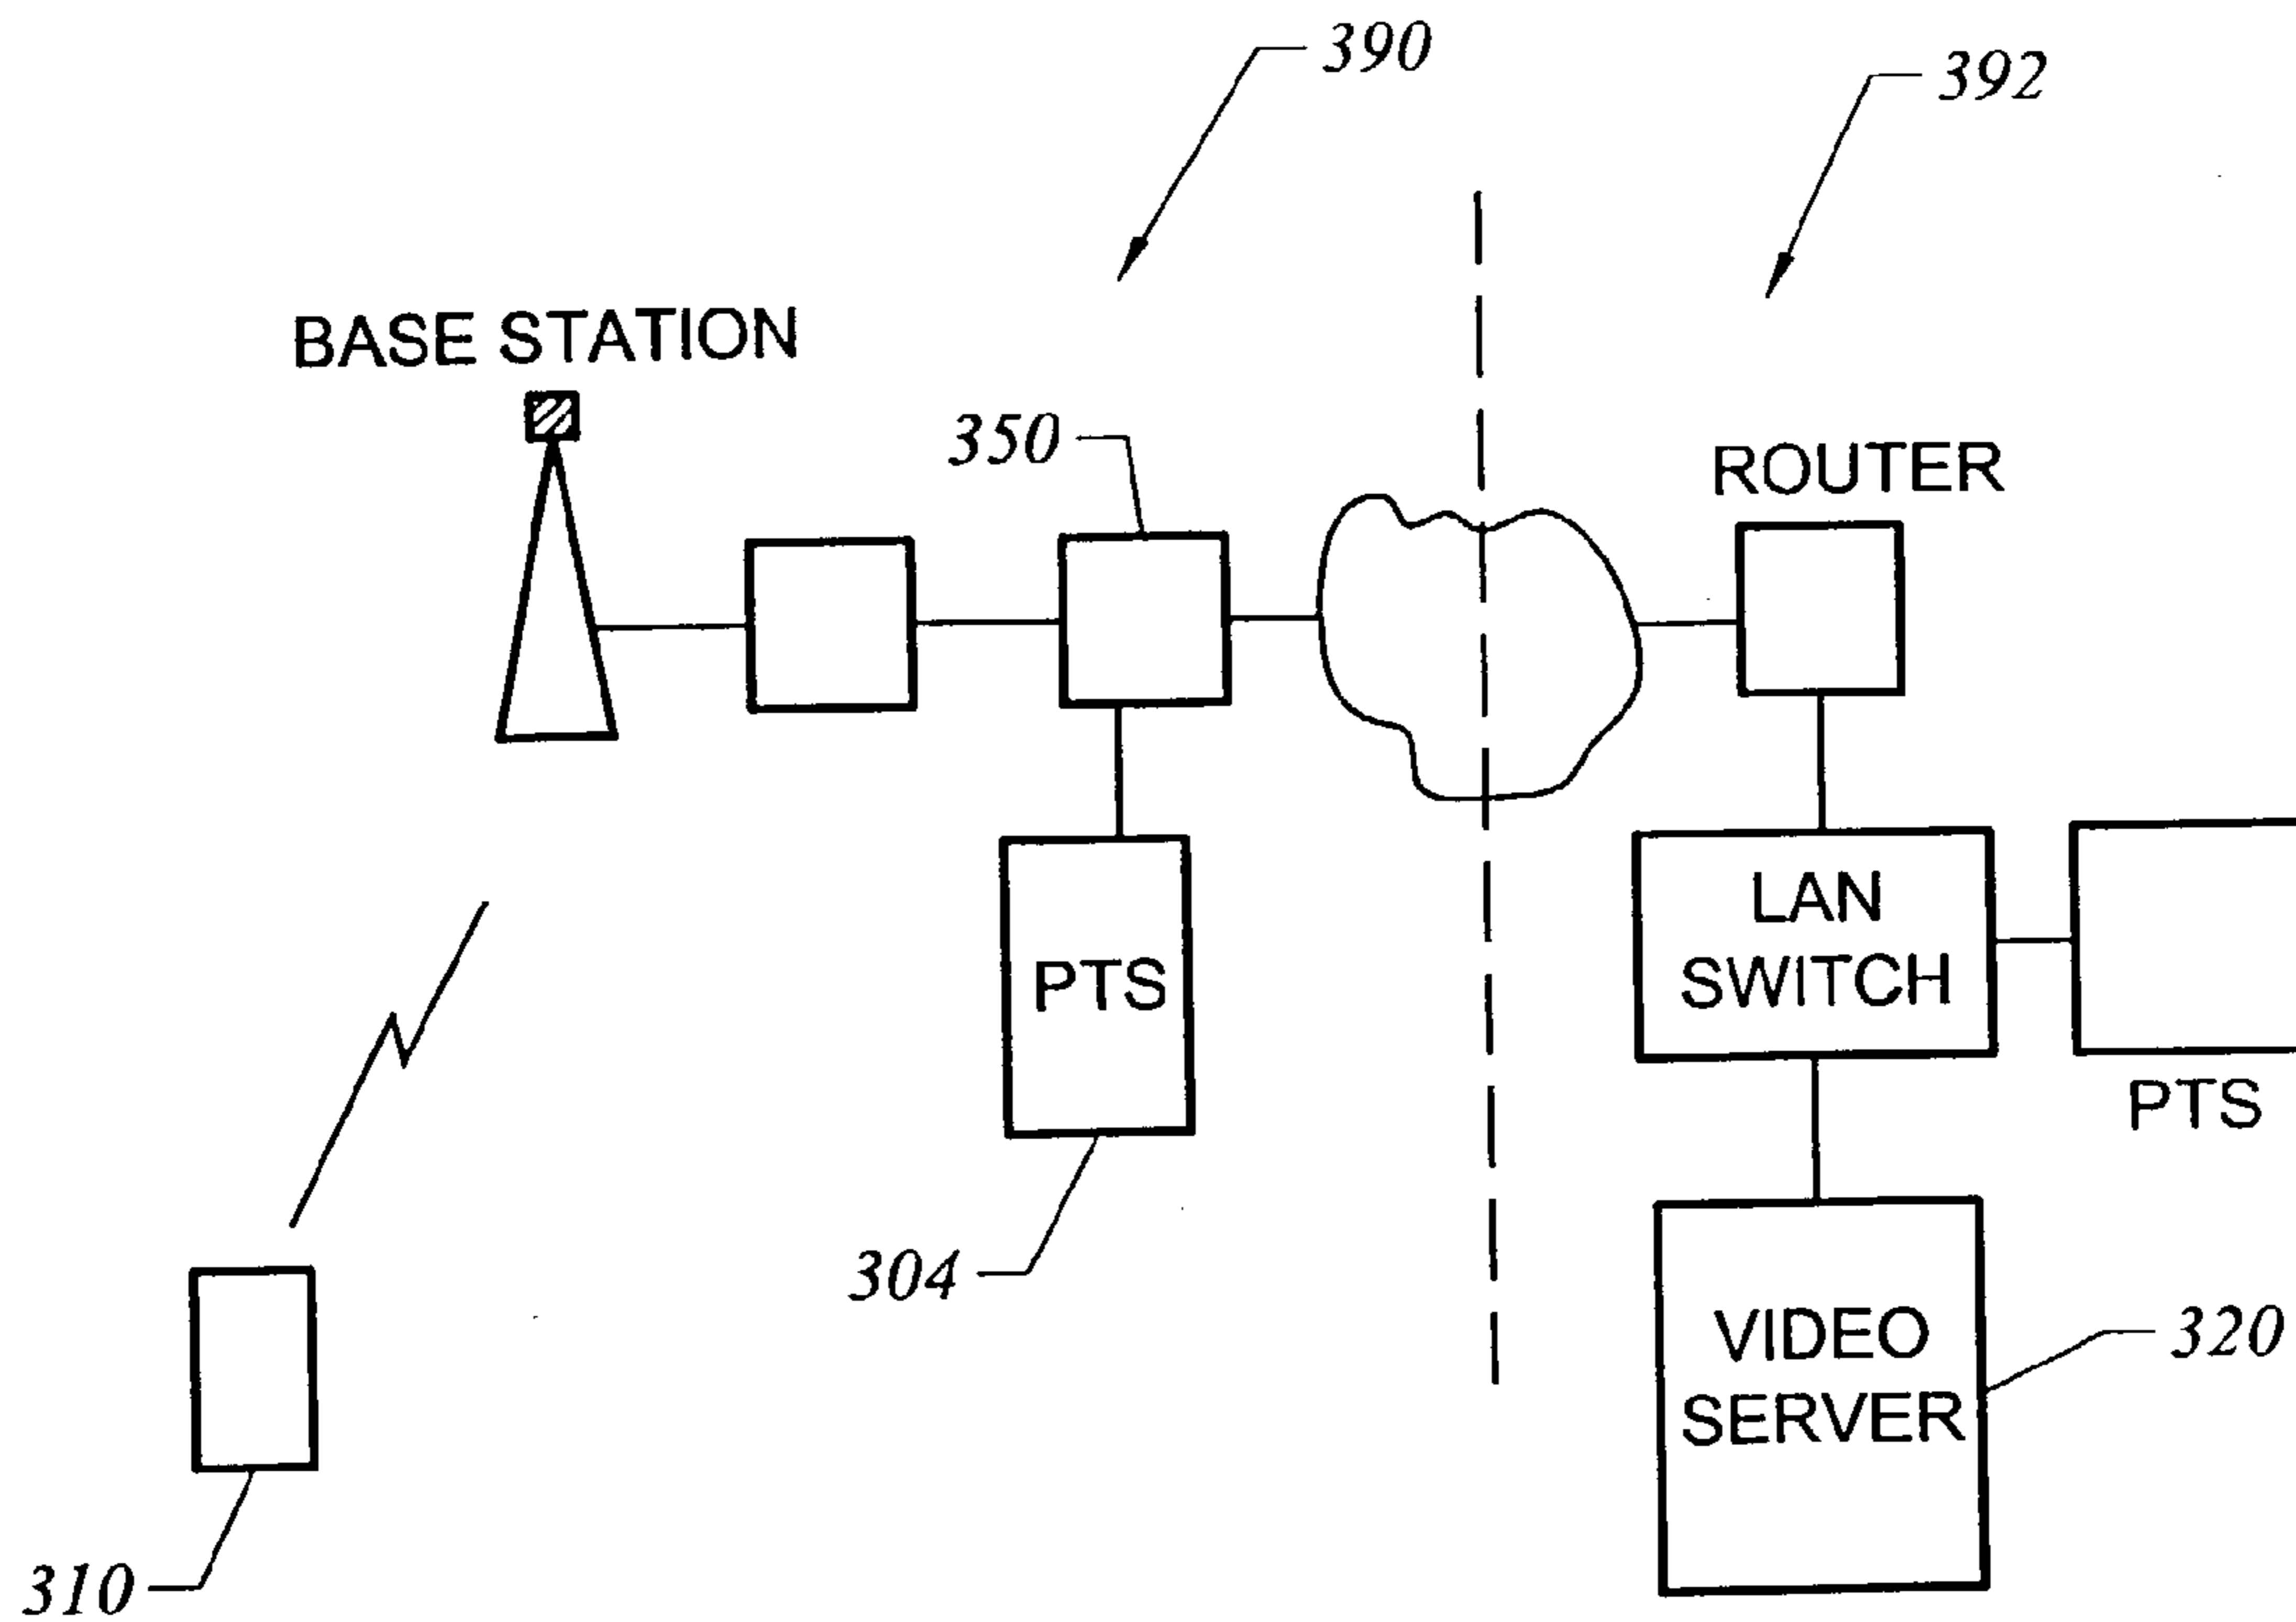 390
392
BASE STATION
350
ROUTER
LAN
SWITCH
PTS
PTS
304
VIDEO
SERVER
320
310